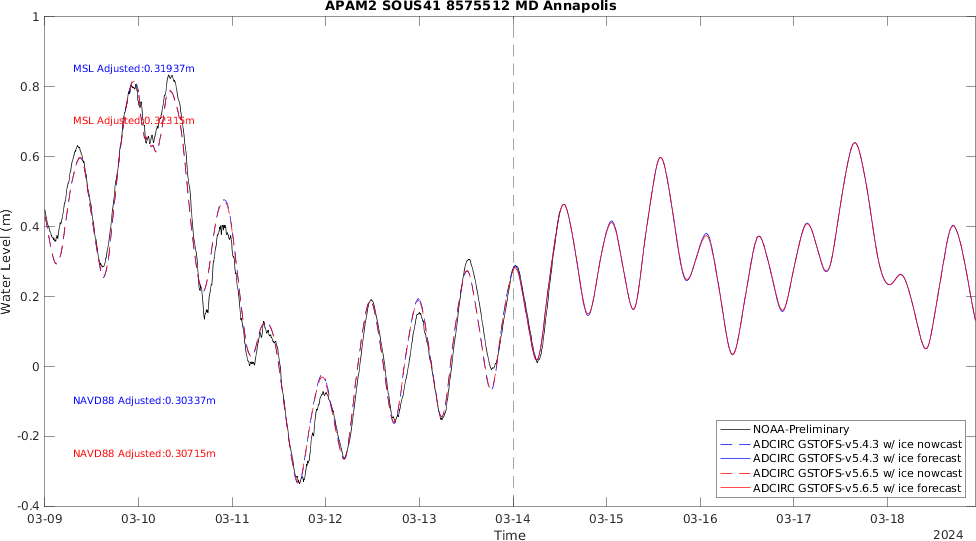 APAM2 SOUS41 8575512 MD Annapolis
Water Level (m)
1
0.8
0.6
0.4
0.2
0
-0.2
-0.4
MSL Adjusted:0.31937m
MSL Adjusted:0.32315m
NAVD88 Adjusted:0.30337m
NAVD88 Adjusted:0.30715m
NOAA-Preliminary
ADCIRC GSTOFS-v5.4.3 w/ ice nowcast
ADCIRC GSTOFS-v5.4.3 w/ ice forecast
ADCIRC GSTOFS-v5.6.5 w/ ice nowcast
ADCIRC GSTOFS-v5.6.5 w/ ice forecast
03-09 03-10 03-11 03-12 03-13 03-14 03-15 03-16 03-17 03-18
Time
2024